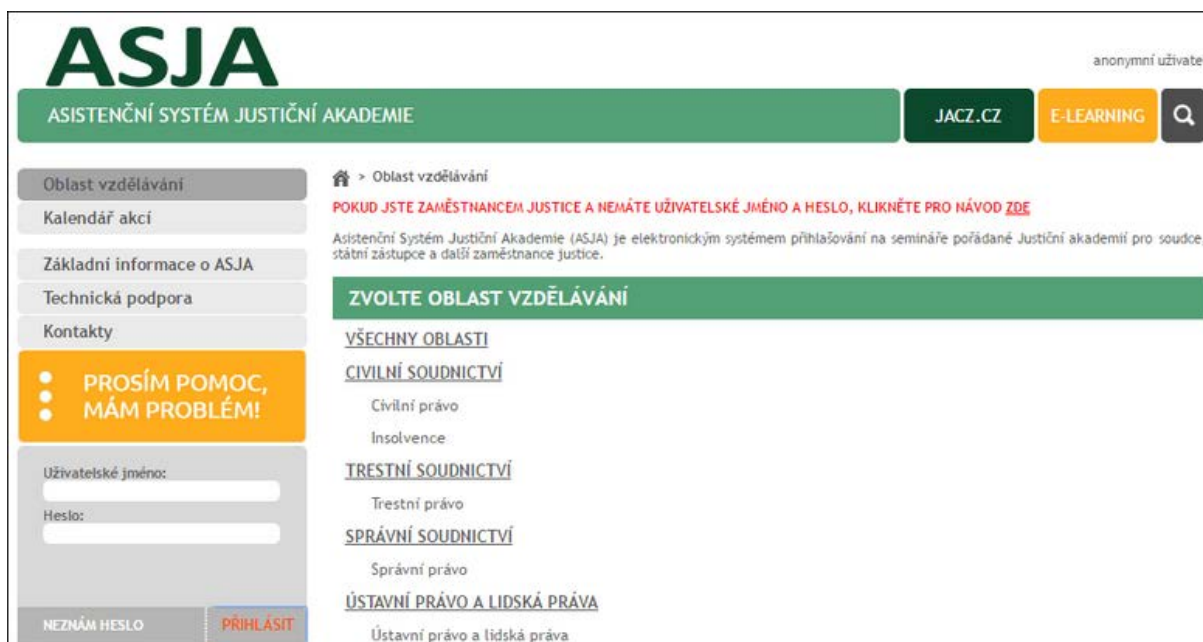 ASJA
anonymní uživate
ASISTENČNÍ SYSTÉM JUSTIČNÍ AKADEMIE
JACZ.CZ
E-LEARNING
Oblast vzdělávání
Kalendář akcí
Základní informace o ASJA
Technická podpora
Kontakty
PROSÍM POMOC,
MÁM PROBLÉM!
Uživatelské jméno:
Heslo:
NEZNÁM HESLO
PŘIHLÁSIT
> Oblast vzdělávání
POKUD JSTE ZAMĚSTNANCEM JUSTICE A NEMÁTE UŽIVATELSKÉ JMÉNO A HESLO, KLIKNĚTE PRO NÁVOD ZDE
Asistenční Systém Justiční Akademie (ASJA) je elektronickým systémem přihlašování na semináře pořádané Justiční akademií pro soudce
státní zástupce a další zaměstnance justice.
ZVOLTE OBLAST VZDĚLÁVÁNÍ
VŠECHNY OBLASTI
CIVILNÍ SOUDNICTVÍ
Civilní právo
Insolvence
TRESTNÍ SOUDNICTVÍ
Trestní právo
SPRÁVNÍ SOUDNICTVÍ
Správní právo
ÚSTAVNÍ PRÁVO A LIDSKÁ PRÁVA
Ústavní právo a lidská práva